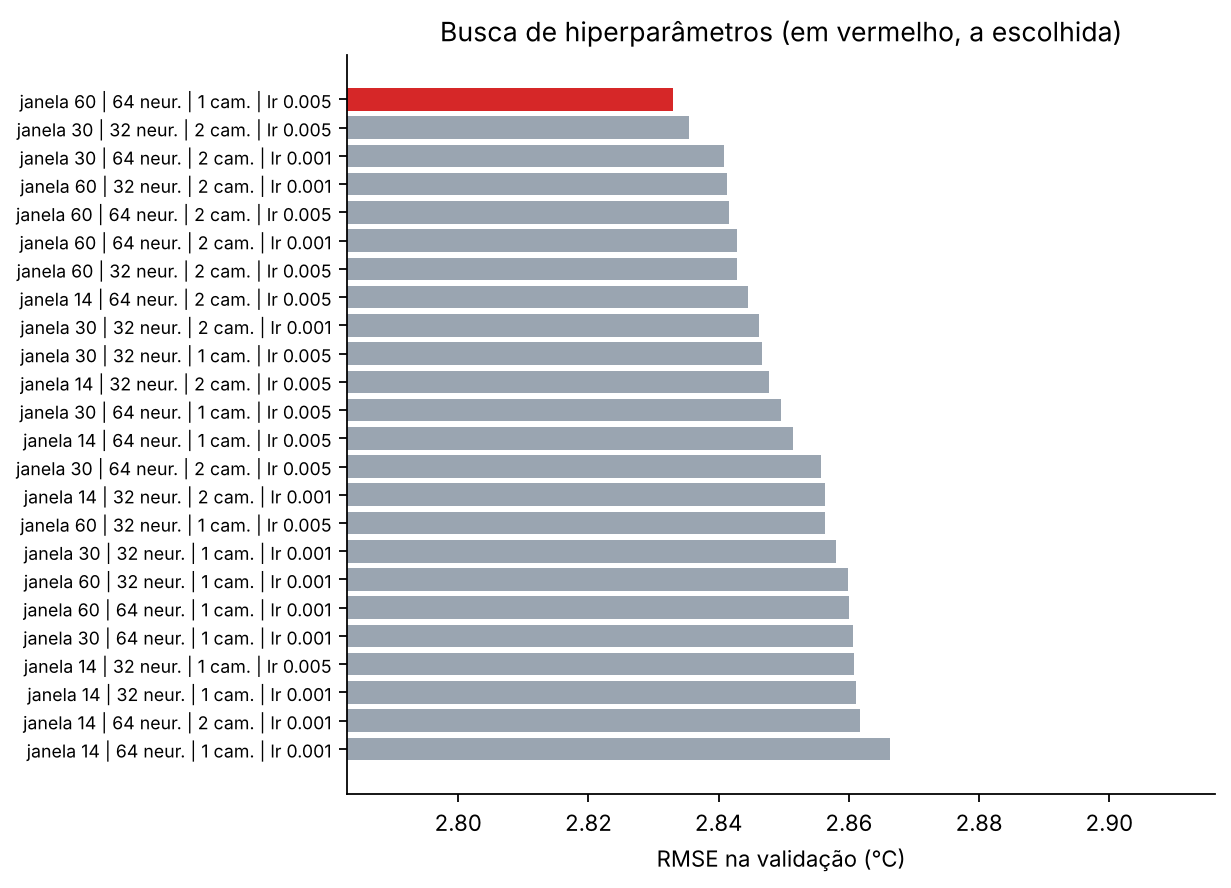 Busca de hiperparâmetros (em vermelho, a escolhida)
janela 60 | 64 neur. | 1 cam. | lr 0.005
janela 30 | 32 neur. | 2 cam. | lr 0.005
janela 30 | 64 neur. | 2 cam. | lr 0.001
janela 60 | 32 neur. | 2 cam. | lr 0.001
janela 60 | 64 neur. | 2 cam. | lr 0.005
janela 60 | 64 neur. | 2 cam. | lr 0.001
janela 60 | 32 neur. | 2 cam. | lr 0.005
janela 14 | 64 neur. | 2 cam. | lr 0.005
janela 30 | 32 neur. | 2 cam. | lr 0.001
janela 30 | 32 neur. | 1 cam. | lr 0.005
janela 14 | 32 neur. | 2 cam. | lr 0.005
janela 30 | 64 neur. | 1 cam. | lr 0.005
janela 14 | 64 neur. | 1 cam. | lr 0.005
janela 30 | 64 neur. | 2 cam. | lr 0.005
janela 14 | 32 neur. | 2 cam. | lr 0.001
janela 60 | 32 neur. | 1 cam. | lr 0.005
janela 30 | 32 neur. | 1 cam. | lr 0.001
janela 60 | 32 neur. | 1 cam. | lr 0.001
janela 60 | 64 neur. | 1 cam. | lr 0.001
janela 30 | 64 neur. | 1 cam. | lr 0.001
janela 14 | 32 neur. | 1 cam. | lr 0.005
janela 14 | 32 neur. | 1 cam. | lr 0.001
janela 14 | 64 neur. | 2 cam. | lr 0.001
janela 14 | 64 neur. | 1 cam. | lr 0.001
2.80 2.82 2.84 2.86 2.88 2.90
RMSE na validação (°C)